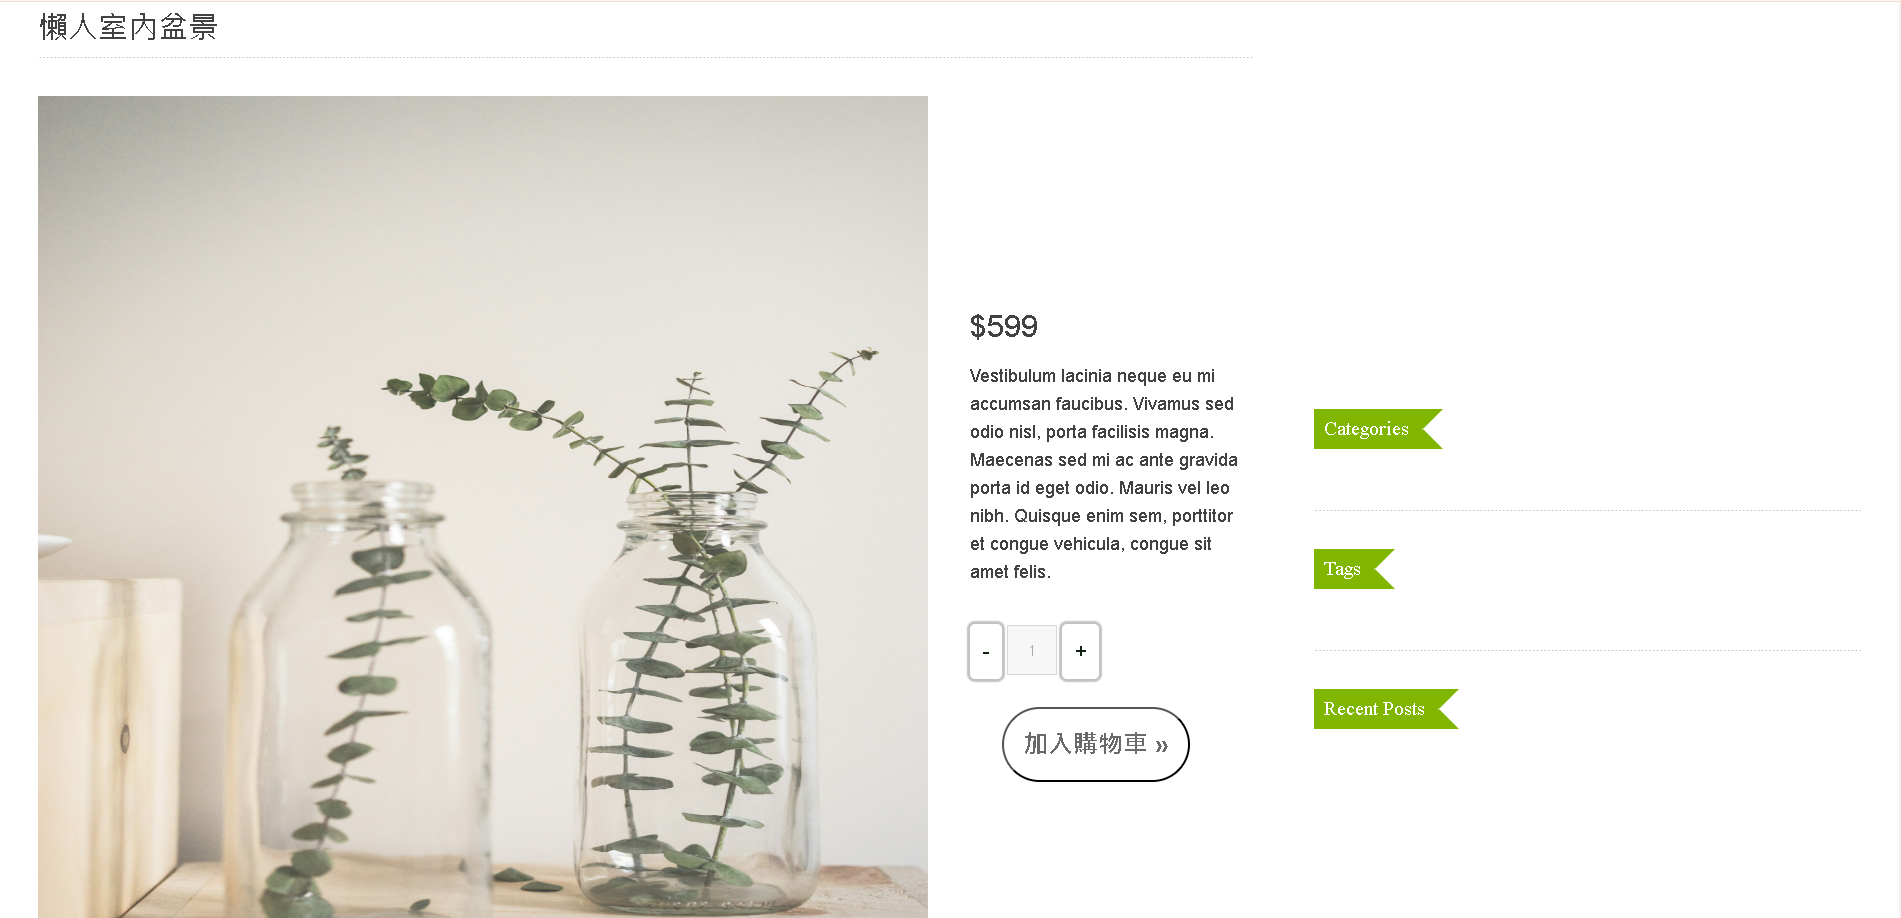 懶人室內盆景
$599
Vestibulum lacinia neque eu mi
accumsan faucibus. Vivamus sed
odio nisl, porta facilisis magna.
Maecenas sed mi ac ante gravida
porta id eget odio. Mauris vel leo
nibh. Quisque enim sem, porttitor
et congue vehicula, congue sit
amet felis.
- 1 +
加入購物車 »
Categories
Tags
Recent Posts